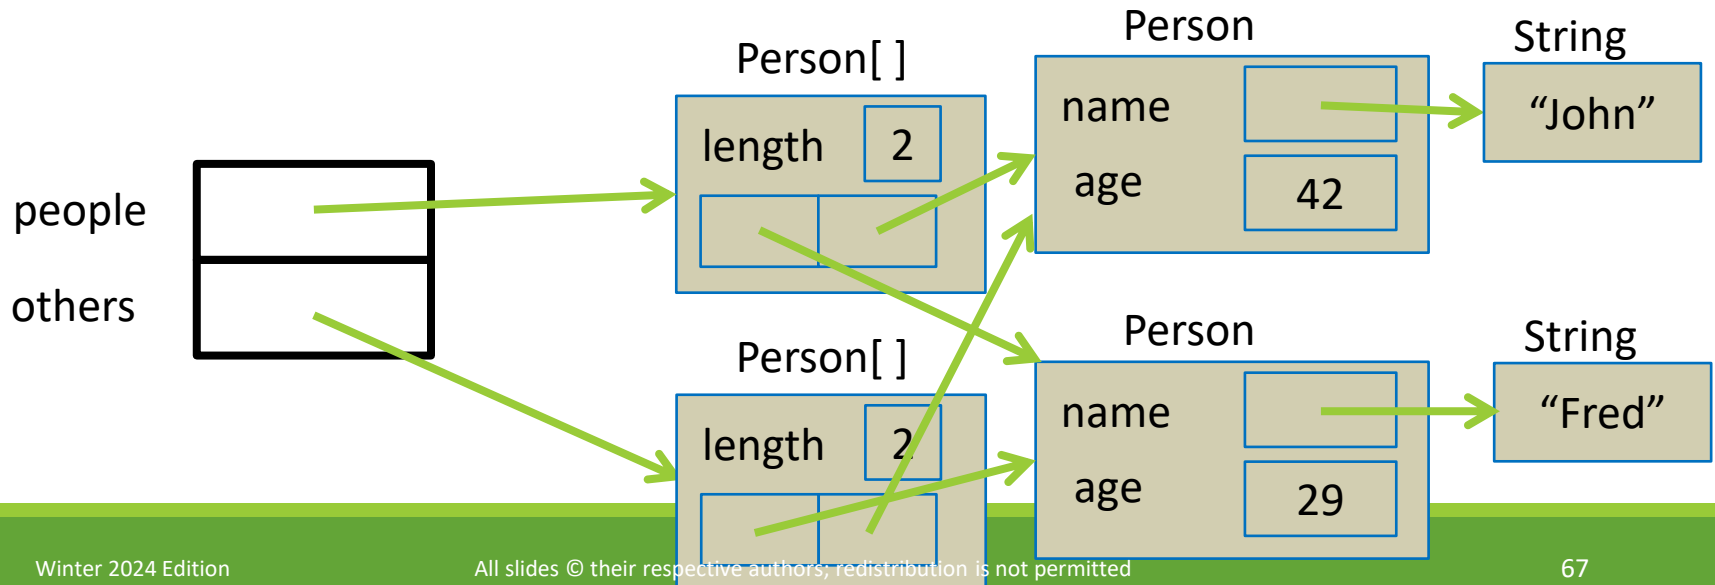 people
others
Person[ ]
length 2
Person
name
age 42
String
“John”
Person[ ]
length 2
Person
name
age 29
String
“Fred”
Winter 2024 Edition
All slides © their respective authors; redistribution is not permitted
67